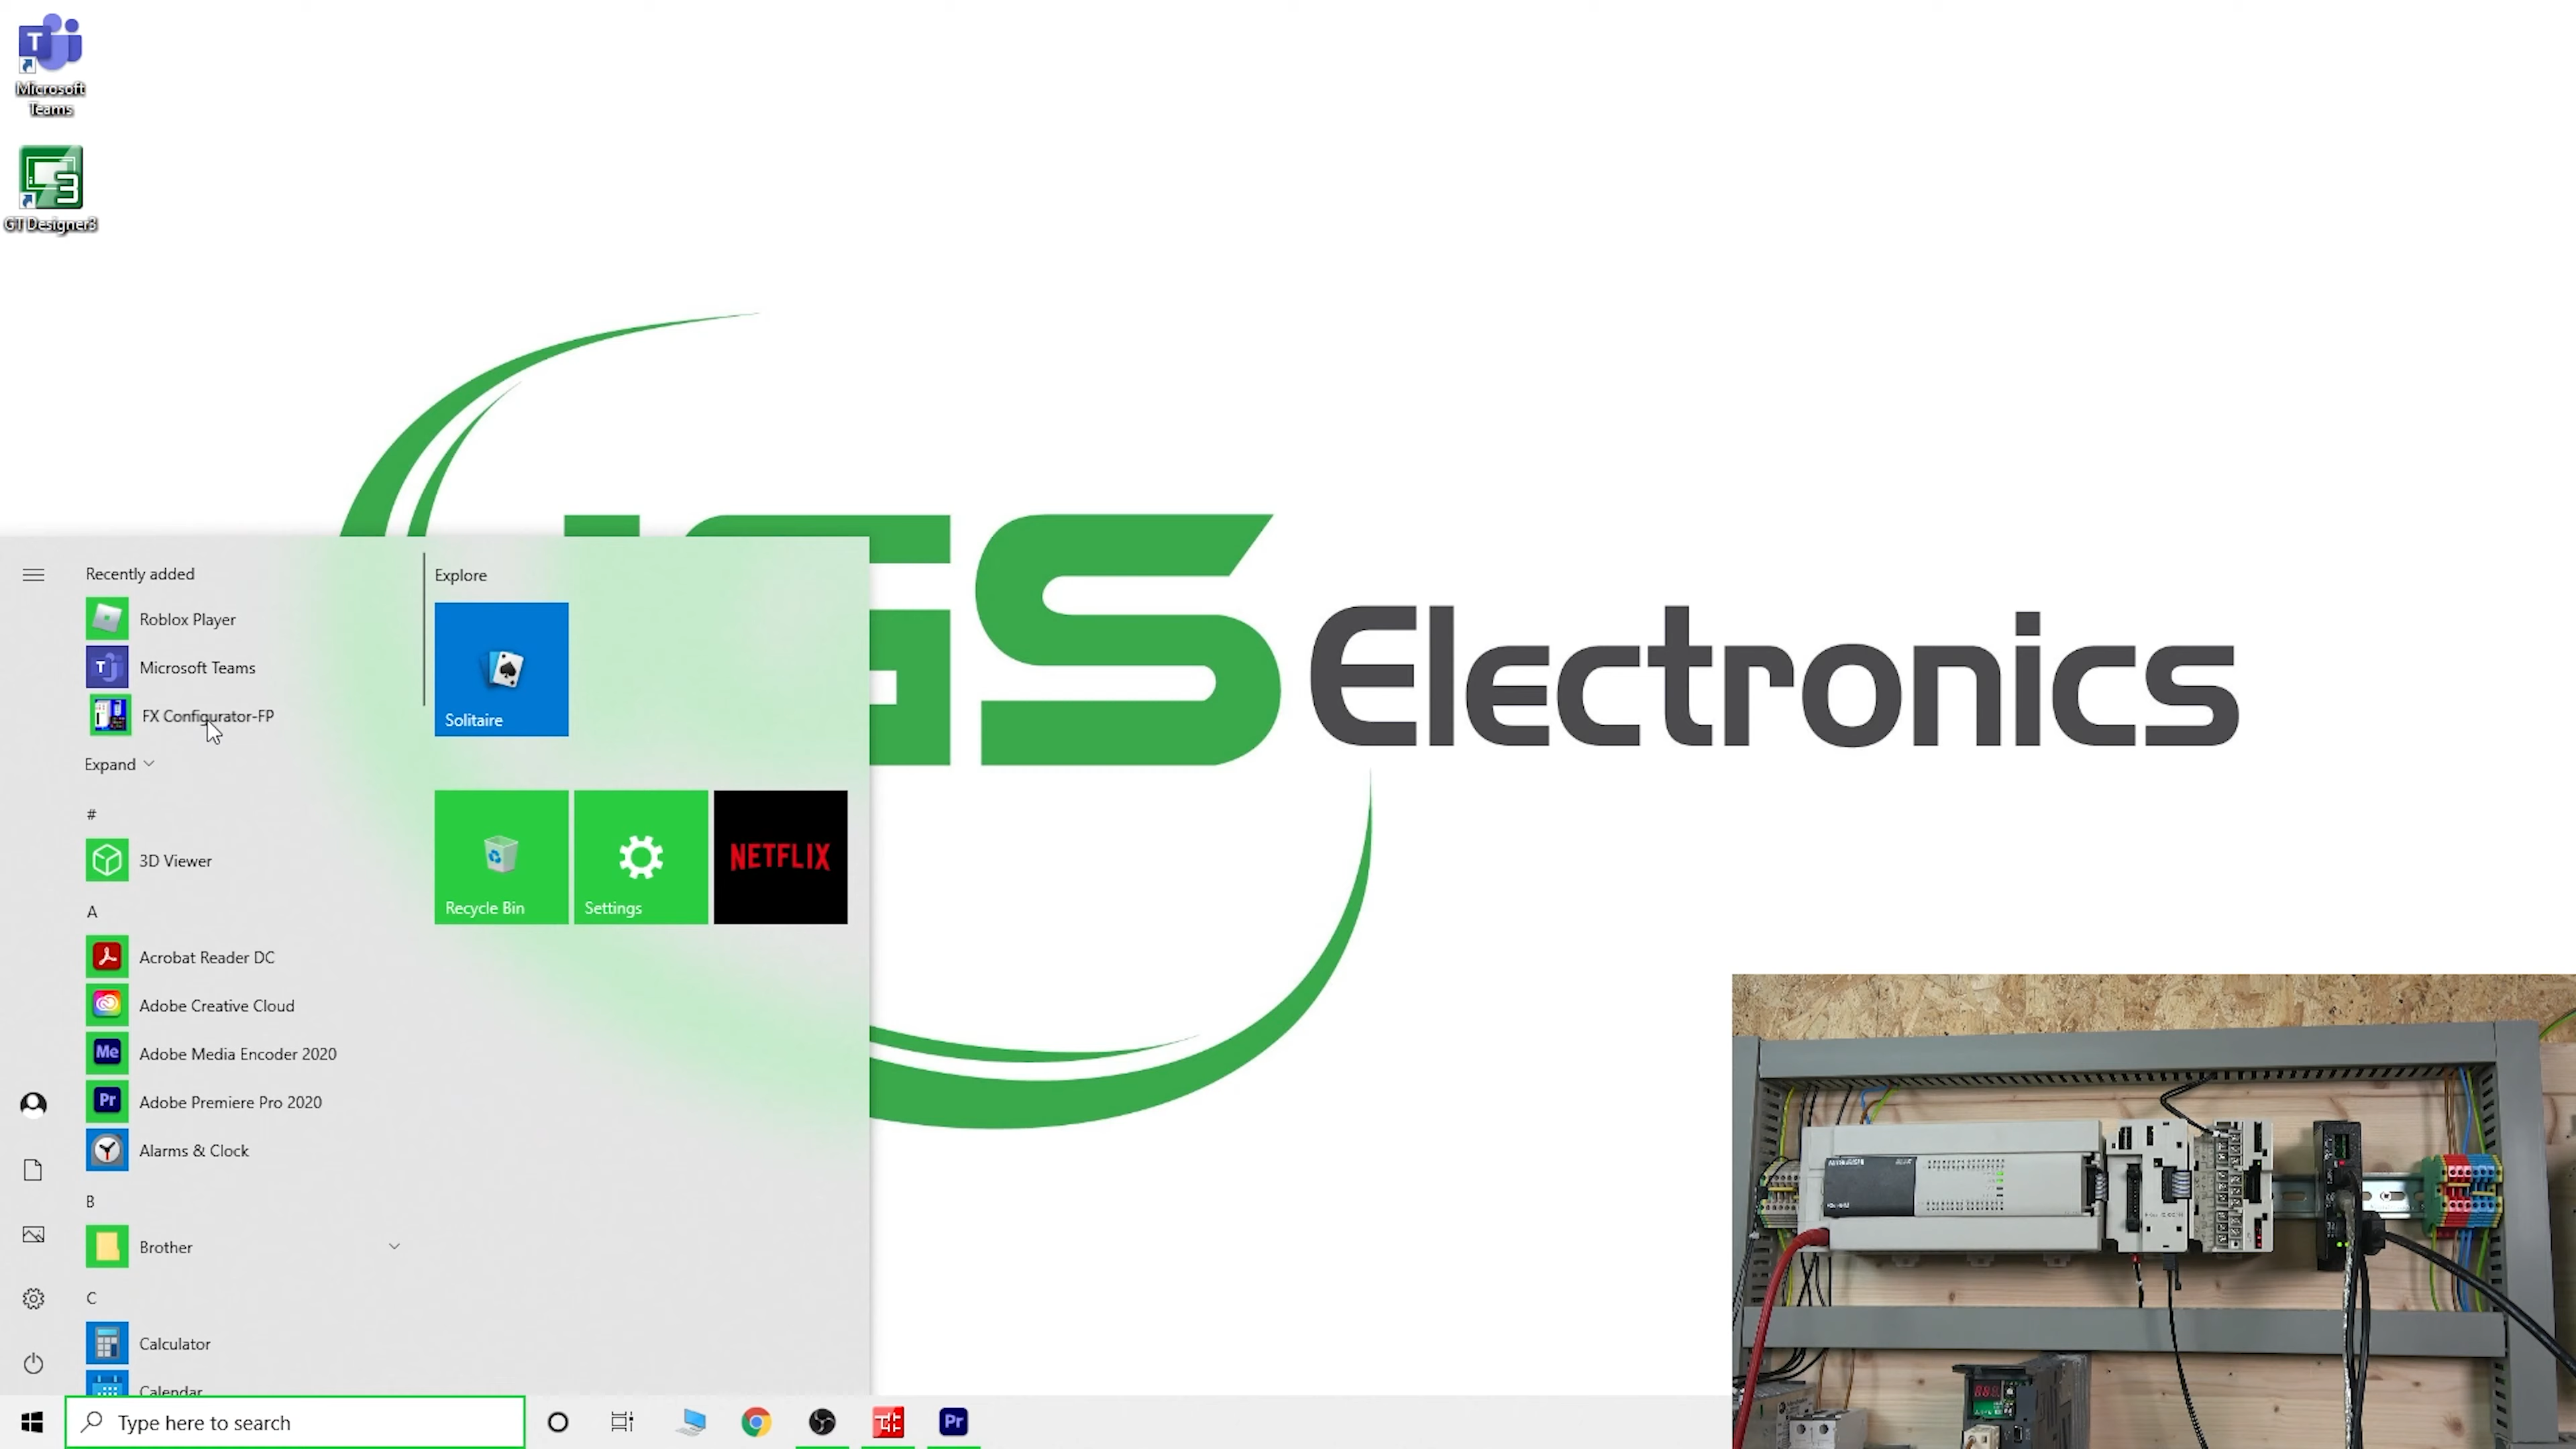 Microsoft
Teams
GT Designer3
Electronics
Recently added
Roblox Player
Microsoft Teams
FX Configurator-FP
Expand
#
3D Viewer
A
Acrobat Reader DC
Adobe Creative Cloud
Adobe Media Encoder 2020
Adobe Premiere Pro 2020
Alarms & Clock
B
Brother
C
Calculator
Calendar
Explore
Solitaire
Recycle Bin
Settings
NETFLIX
Type here to search
MITSUBISHI